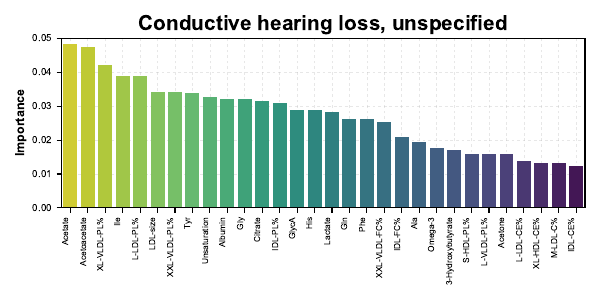 Conductive hearing loss, unspecified
Importance
0.05
0.04
0.03
0.02
0.01
0.00
Acetate
Acetoacetate
XL-VLDL-PL%
Ile
L-LDL-PL%
LDL-size
XXL-VLDL-PL%
Tyr
Unsaturation
Albumin
Gly
Citrate
IDL-PL%
GlycA
His
Lactate
Gln
Phe
XXL-VLDL-FC%
IDL-FC%
Ala
Omega-3
3-Hydroxybutyrate
S-HDL-PL%
L-VLDL-PL%
Acetone
L-LDL-CE%
XL-HDL-CE%
M-LDL-C%
IDL-CE%